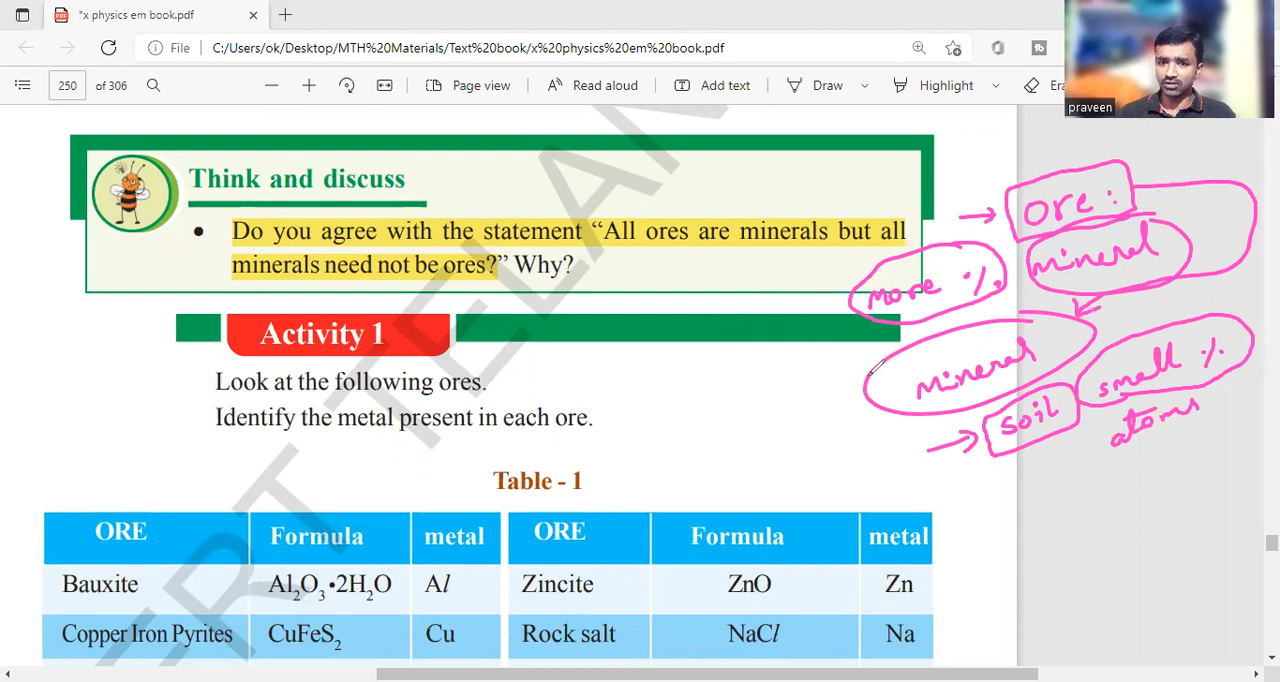 *x physics em book.pdf
File C:/Users/ok/Desktop/MTH%20Materials/Text%20book/x%20physics%20em%20book.pdf
250 of 306 Page view Read aloud Add text Draw Highlight Era
praveen
Think and discuss
• Do you agree with the statement “All ores are minerals but all
minerals need not be ores?” Why?
Activity 1
Look at the following ores.
Identify the metal present in each ore.
Table - 1
ORE Formula metal ORE Formula metal
Bauxite Al₂O₃•2H₂O Al Zincite ZnO Zn
Copper Iron Pyrites CuFeS₂ Cu Rock salt NaCl Na
ore :
mineral
more %
mineral
small %
soil
atoms
ERT TELAN